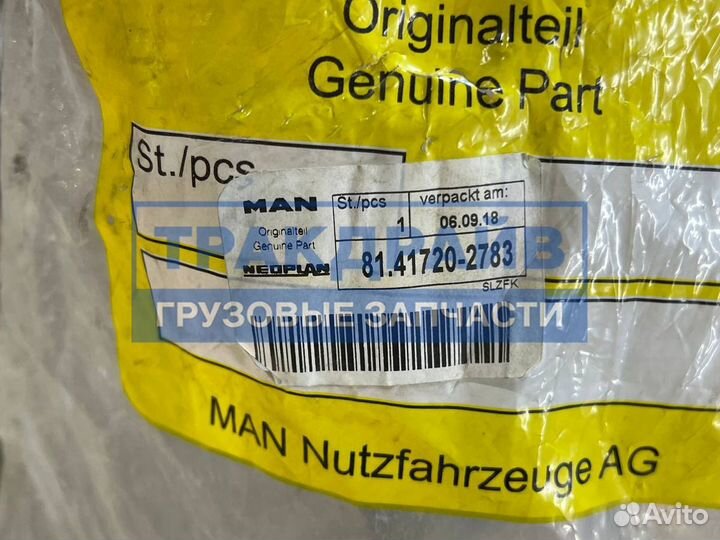 Originalteil
Genuine Part
St./pcs
MAN
Originalteil
Genuine Part
NEOPLAN
St./pcs
1
verpackt am:
06.09.18
81.41720-2783
SLZFK
ТРАКДРАЙВ
ГРУЗОВЫЕ ЗАПЧАСТИ
MAN Nutzfahrzeuge AG
Avito